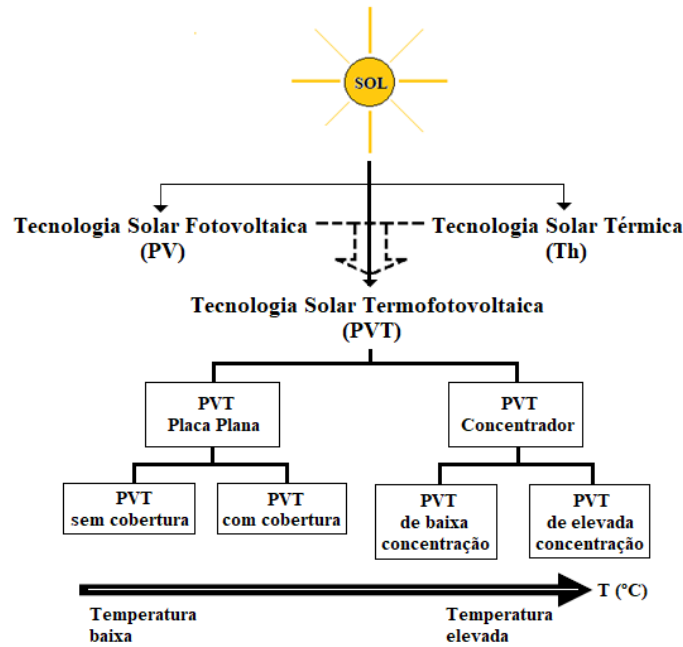 SOL
Tecnologia Solar Fotovoltaica
(PV)
Tecnologia Solar Térmica
(Th)
Tecnologia Solar Termofotovoltaica
(PVT)
PVT
Placa Plana
PVT
Concentrador
PVT
sem cobertura
PVT
com cobertura
PVT
de baixa
concentração
PVT
de elevada
concentração
T (ºC)
Temperatura
baixa
Temperatura
elevada